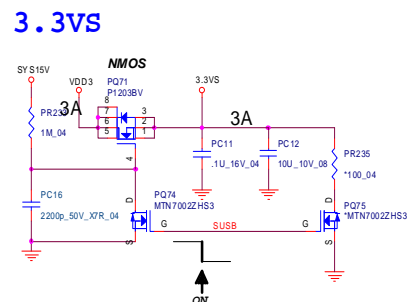 3.3VS
NMOS
SYS15V
VDD3
PQ71
P1203BV
3.3VS
3A
3A
8
7
6
5
3
2
1
4
1M_04
PC11
.1U_16V_04
PC12
10U_10V_08
PR235
*100_04
PC16
2200p_50V_X7R_04
PQ74
MTN7002ZHS3
D
G
S
SUSB
PQ75
*MTN7002ZHS3
D
G
S
ON